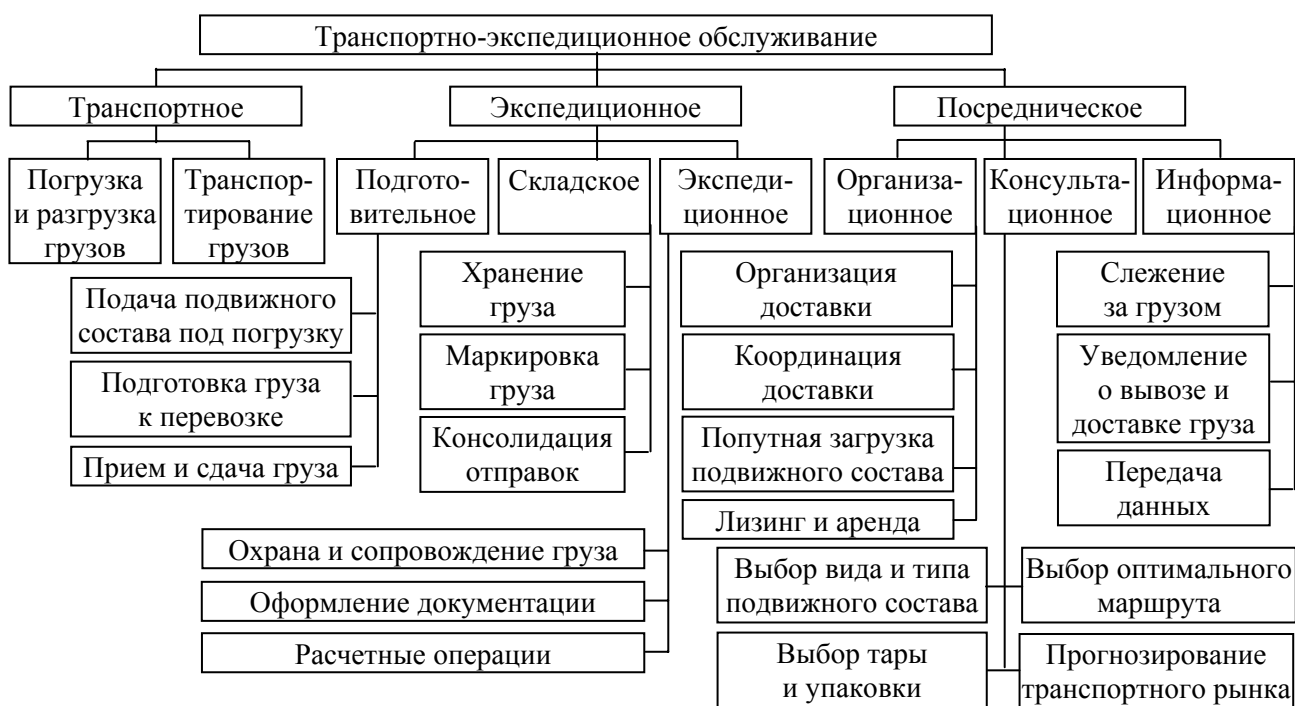 Транспортно-экспедиционное обслуживание
Транспортное
Экспедиционное
Посредническое
Погрузка
и разгрузка
грузов
Транспор-
тирование
грузов
Подгото-
вительное
Складское
Экспеди-
ционное
Организа-
ционное
Консульта-
ционное
Информа-
ционное
Подача подвижного
состава под погрузку
Подготовка груза
к перевозке
Прием и сдача груза
Хранение
груза
Маркировка
груза
Консолидация
отправок
Охрана и сопровождение груза
Оформление документации
Расчетные операции
Организация
доставки
Координация
доставки
Попутная загрузка
подвижного состава
Лизинг и аренда
Выбор вида и типа
подвижного состава
Выбор оптимального
маршрута
Выбор тары
и упаковки
Прогнозирование
транспортного рынка
Слежение
за грузом
Уведомление
о вывозе и
доставке груза
Передача
данных